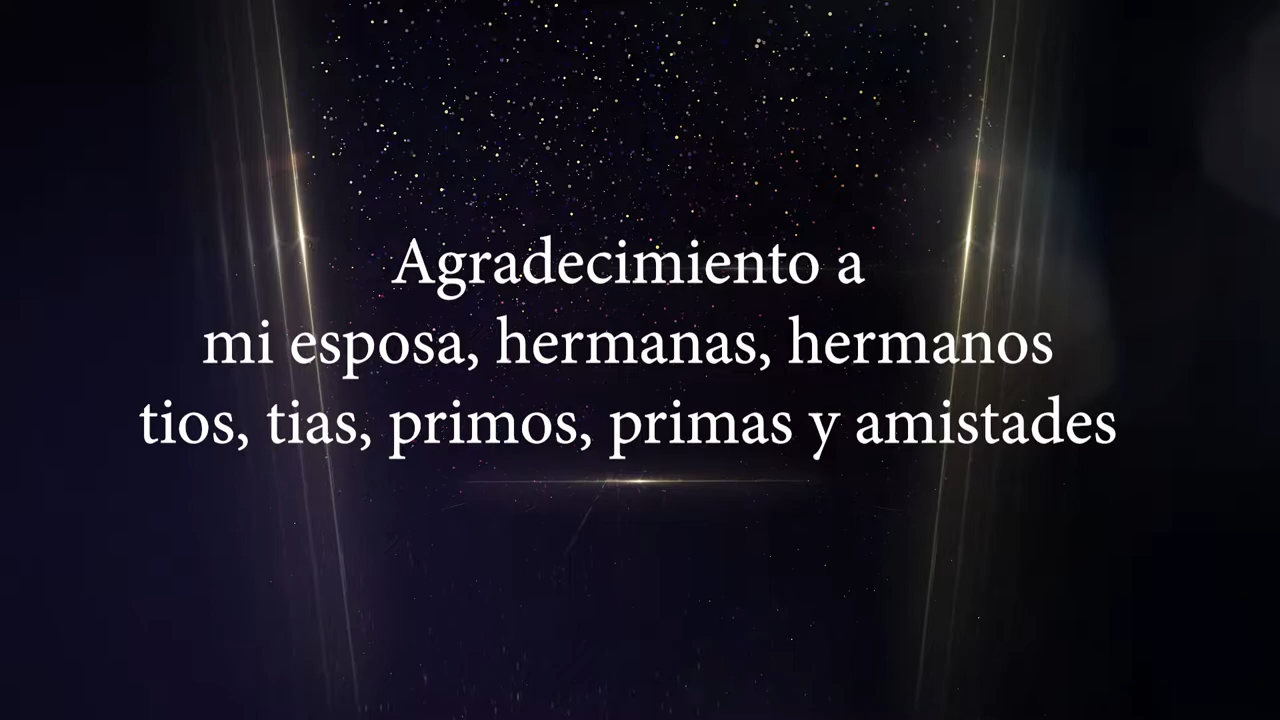 Agradecimiento a
mi esposa, hermanas, hermanos
tios, tias, primos, primas y amistades